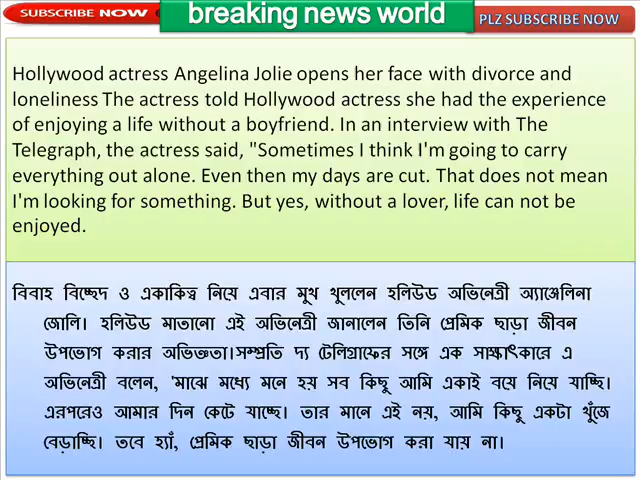 SUBSCRIBE NOW
breaking news world
PLZ SUBSCRIBE NOW
Hollywood actress Angelina Jolie opens her face with divorce and
loneliness The actress told Hollywood actress she had the experience
of enjoying a life without a boyfriend. In an interview with The
Telegraph, the actress said, "Sometimes I think I'm going to carry
everything out alone. Even then my days are cut. That does not mean
I'm looking for something. But yes, without a lover, life can not be
enjoyed.
বিবাহ বিচ্ছেদ ও একাকিত্ব নিয়ে এবার মুখ খুললেন হলিউড অভিনেত্রী অ্যাঞ্জেলিনা
জোলি। হলিউড মাতানো এই অভিনেত্রী জানালেন তিনি প্রেমিক ছাড়া জীবন
উপভোগ করার অভিজ্ঞতা।সম্প্রতি দ্য টেলিগ্রাফের সঙ্গে এক সাক্ষাৎকারে এ
অভিনেত্রী বলেন, 'মাঝে মধ্যে মনে হয় সব কিছু আমি একাই বয়ে নিয়ে যাচ্ছি।
এরপরেও আমার দিন কেটে যাচ্ছে। তার মানে এই নয়, আমি কিছু একটা খুঁজে
বেড়াচ্ছি। তবে হ্যাঁ, প্রেমিক ছাড়া জীবন উপভোগ করা যায় না।